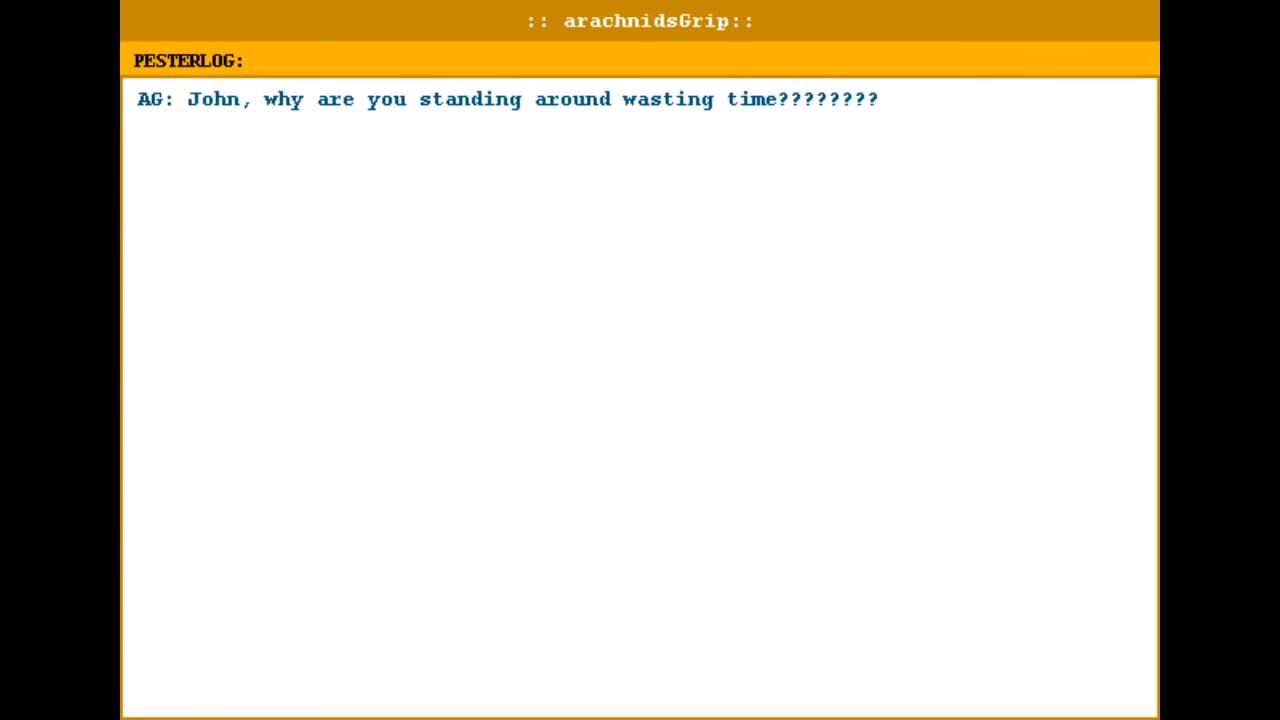 :: arachnidsGrip::
PESTERLOG:
AG: John, why are you standing around wasting time????????